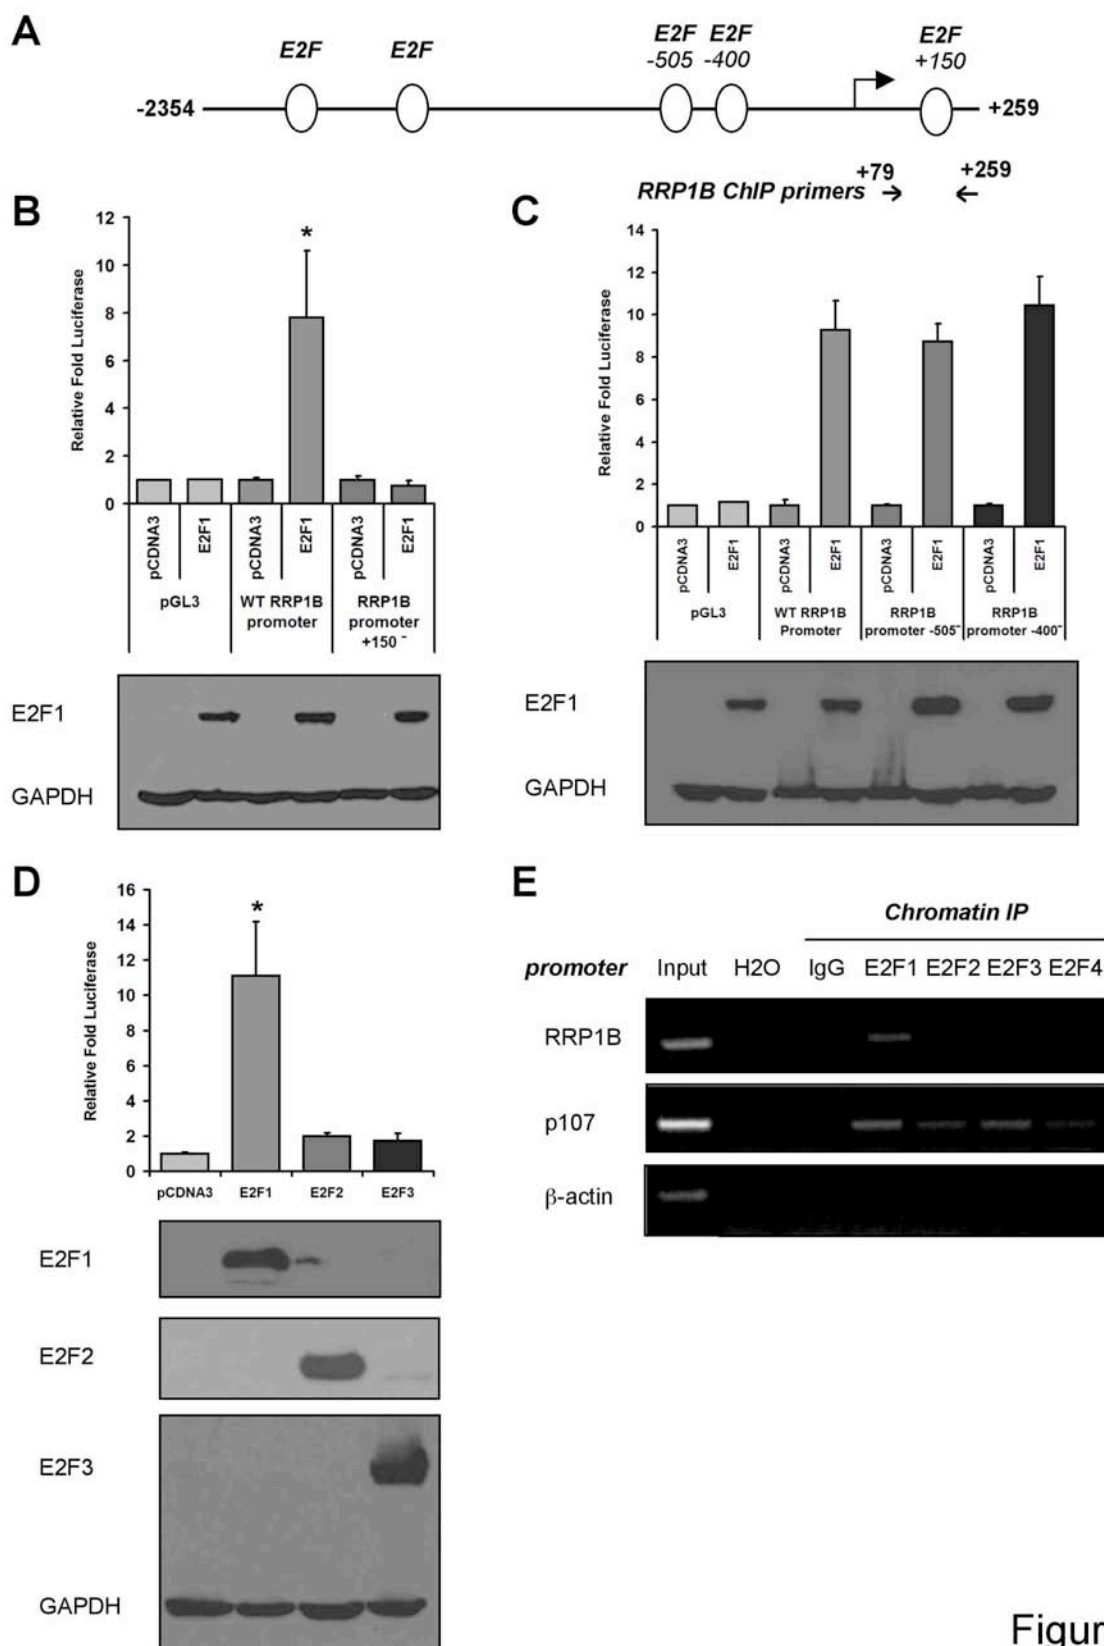 A
E2F E2F E2F E2F E2F
-505 -400 +150
-2354 +259
+79 +259
RRP1B ChIP primers
B
12
10
8
6
4
2
0
Relative Fold Luciferase
*
pCDNA3 E2F1 pCDNA3 E2F1 pCDNA3 E2F1
pGL3 WT RRP1B promoter RRP1B promoter +150⁻
E2F1
GAPDH
C
14
12
10
8
6
4
2
0
Relative Fold Luciferase
pCDNA3 E2F1 pCDNA3 E2F1 pCDNA3 E2F1 pCDNA3 E2F1
pGL3 WT RRP1B Promoter RRP1B promoter -505⁻ RRP1B promoter -400⁻
E2F1
GAPDH
D
16
14
12
10
8
6
4
2
0
Relative Fold Luciferase
*
pCDNA3 E2F1 E2F2 E2F3
E2F1
E2F2
E2F3
GAPDH
E
Chromatin IP
promoter Input H2O IgG E2F1 E2F2 E2F3 E2F4
RRP1B
p107
β-actin
Figur